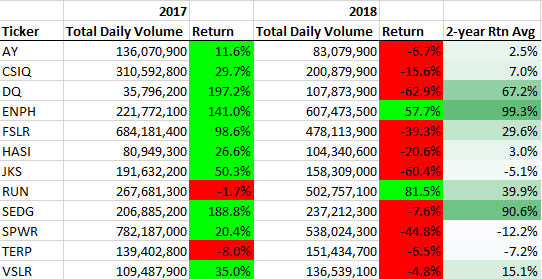 2017 2018
Ticker Total Daily Volume Return Total Daily Volume Return 2-year Rtn Avg
AY 136,070,900 11.6% 83,079,900 -6.7% 2.5%
CSIQ 310,592,800 29.7% 200,879,900 -15.6% 7.0%
DQ 35,796,200 197.2% 107,873,900 -62.9% 67.2%
ENPH 221,772,100 141.0% 607,473,500 57.7% 99.3%
FSLR 684,181,400 98.6% 478,113,900 -39.3% 29.6%
HASI 80,949,300 26.6% 104,340,600 -20.6% 3.0%
JKS 191,632,200 50.3% 158,309,000 -60.4% -5.1%
RUN 267,681,300 -1.7% 502,757,100 81.5% 39.9%
SEDG 206,885,200 188.8% 237,212,300 -7.6% 90.6%
SPWR 782,187,000 20.4% 538,024,300 -44.8% -12.2%
TERP 139,402,800 -8.0% 151,434,700 -6.5% -7.2%
VSLR 109,487,900 35.0% 136,539,100 -4.8% 15.1%